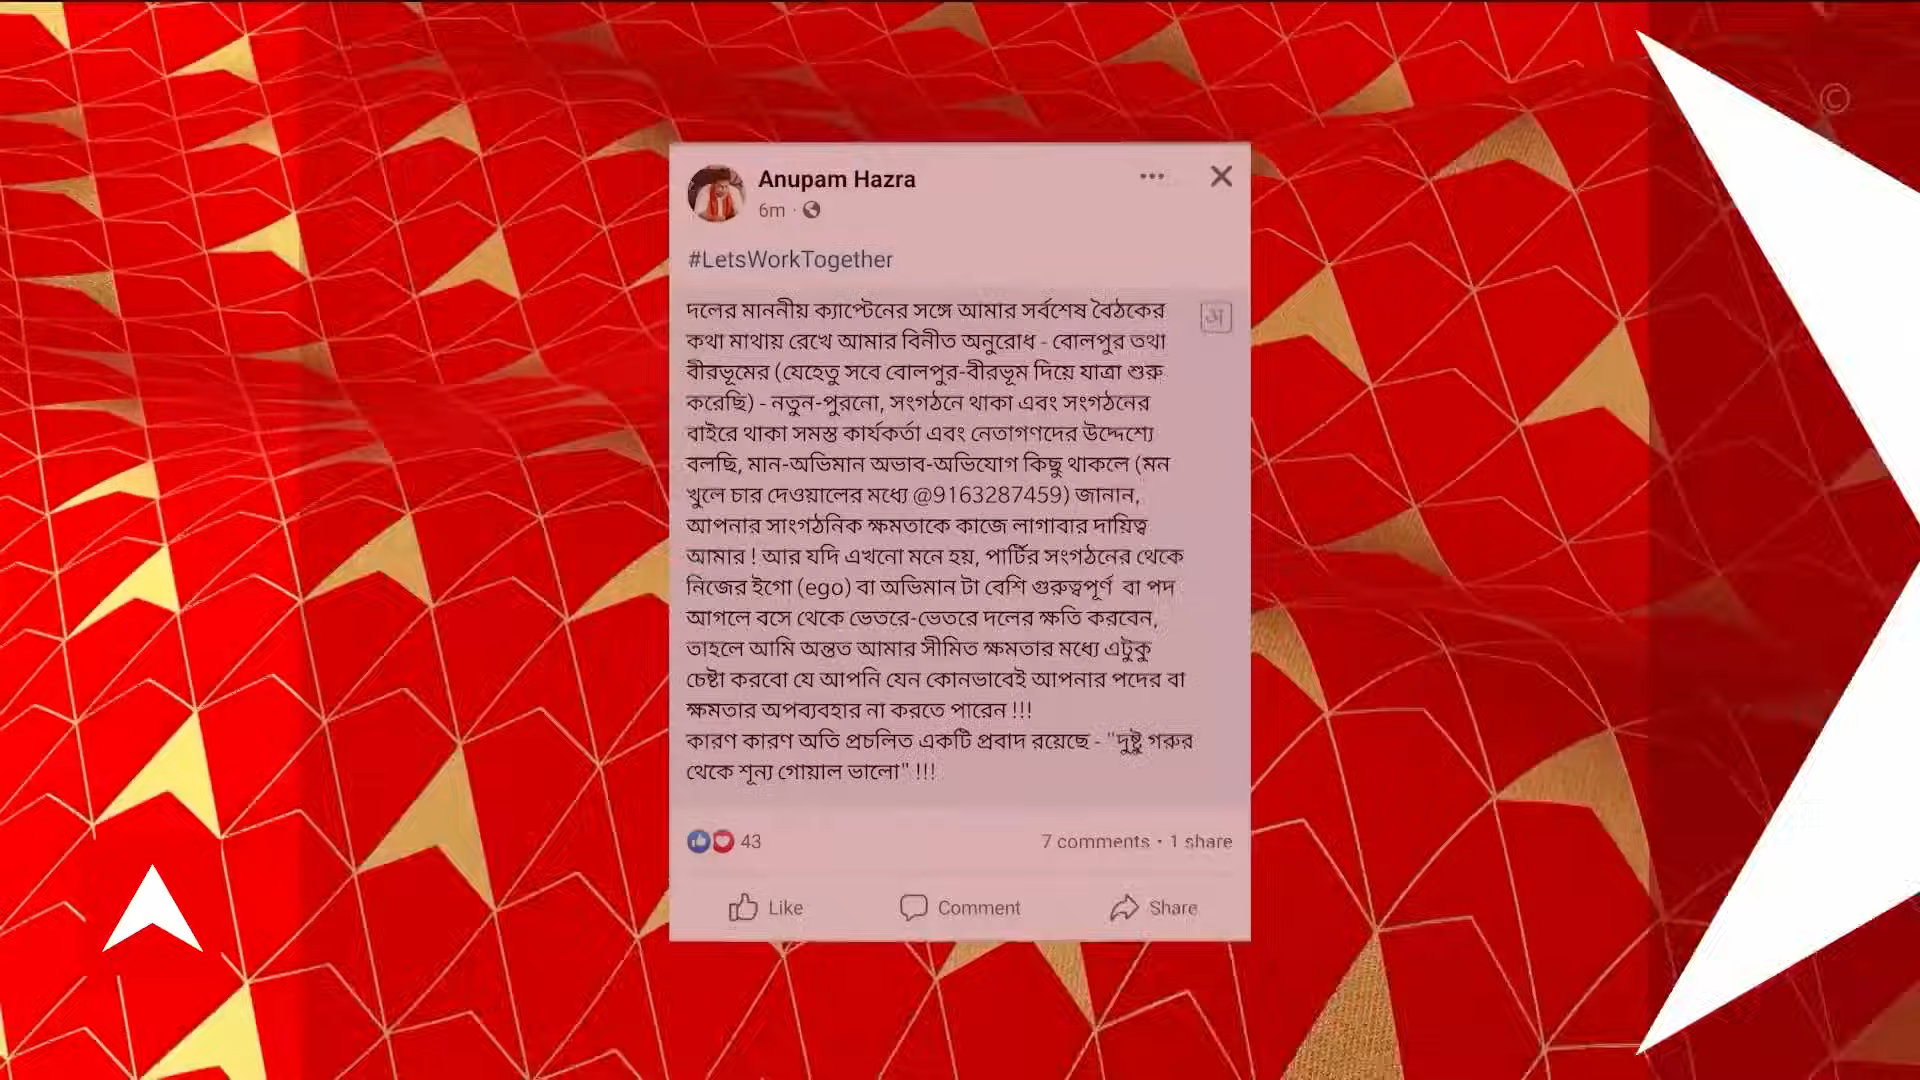 ©
Anupam Hazra
6m ·
#LetsWorkTogether
দলের মাননীয় ক্যাপ্টেনের সঙ্গে আমার সর্বশেষ বৈঠকের
কথা মাথায় রেখে আমার বিনীত অনুরোধ - বোলপুর তথা
বীরভূমের (যেহেতু সবে বোলপুর-বীরভূম দিয়ে যাত্রা শুরু
করেছি) - নতুন-পুরনো, সংগঠনে থাকা এবং সংগঠনের
বাইরে থাকা সমস্ত কার্যকর্তা এবং নেতাগণদের উদ্দেশ্যে
বলছি, মান-অভিমান অভাব-অভিযোগ কিছু থাকলে (মন
খুলে চার দেওয়ালের মধ্যে @9163287459) জানান,
আপনার সাংগঠনিক ক্ষমতাকে কাজে লাগাবার দায়িত্ব
আমার ! আর যদি এখনো মনে হয়, পার্টির সংগঠনের থেকে
নিজের ইগো (ego) বা অভিমান টা বেশি গুরুত্বপূর্ণ বা পদ
আগলে বসে থেকে ভেতরে-ভেতরে দলের ক্ষতি করবেন,
তাহলে আমি অন্তত আমার সীমিত ক্ষমতার মধ্যে এটুকু
চেষ্টা করবো যে আপনি যেন কোনভাবেই আপনার পদের বা
ক্ষমতার অপব্যবহার না করতে পারেন !!!
কারণ কারণ অতি প্রচলিত একটি প্রবাদ রয়েছে - "দুষ্টু গরুর
থেকে শূন্য গোয়াল ভালো" !!!
43 7 comments · 1 share
Like Comment Share